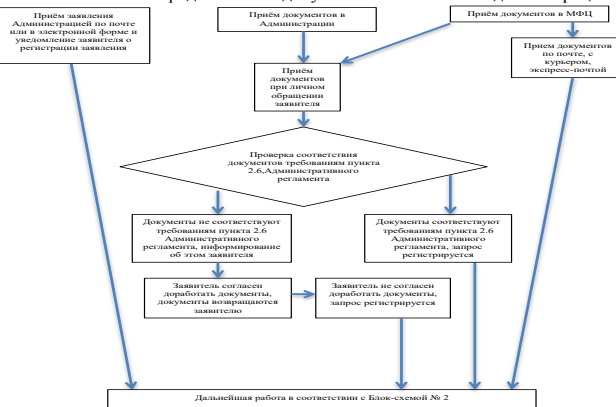 Приём заявления
Администрацией по почте
или в электронной форме и
уведомление заявителя о
регистрации заявления
Приём документов в
Администрации
Приём документов в МФЦ
Прием документов
по почте, с
курьером,
экспресс-почтой
Приём
документов
при личном
обращении
заявителя
Проверка соответствия
документов требованиям пункта
2.6,Административного
регламента
Документы не соответствуют
требованиям пункта 2.6
Административного
регламента, информирование
об этом заявителя
Документы соответствуют
требованиям пункта 2.6
Административного
регламента, запрос
регистрируется
Заявитель согласен
доработать документы,
документы возвращаются
заявителю
Заявитель не согласен
доработать документы,
запрос регистрируется
Дальнейшая работа в соответствии с Блок-схемой № 2